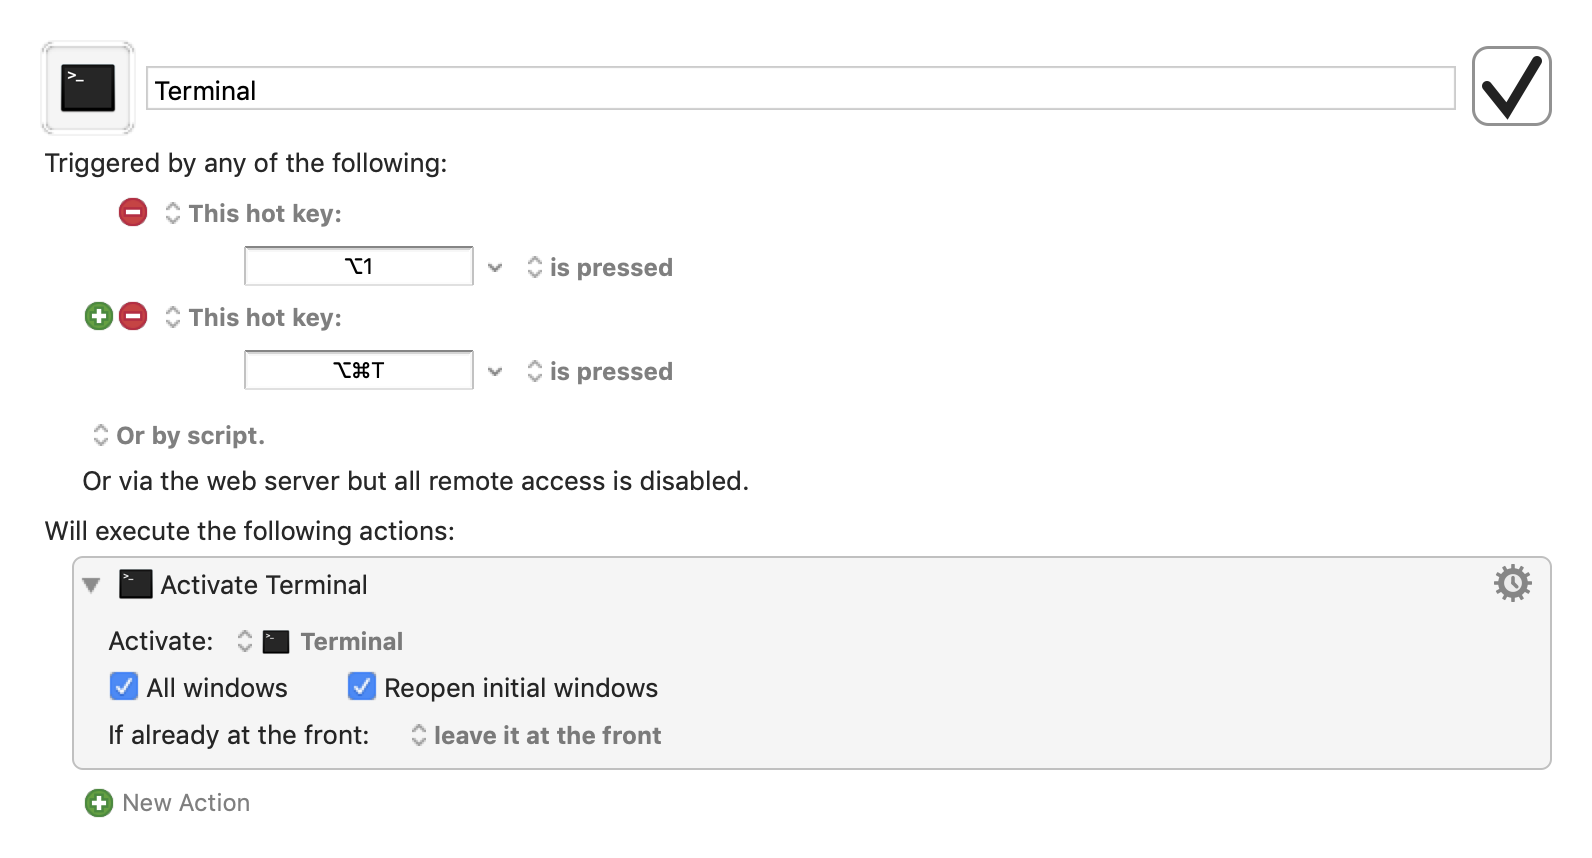 >_
Terminal
Triggered by any of the following:
This hot key:
⌥1
is pressed
This hot key:
⌥⌘T
is pressed
Or by script.
Or via the web server but all remote access is disabled.
Will execute the following actions:
Activate Terminal
Activate: Terminal
All windows Reopen initial windows
If already at the front: leave it at the front
New Action